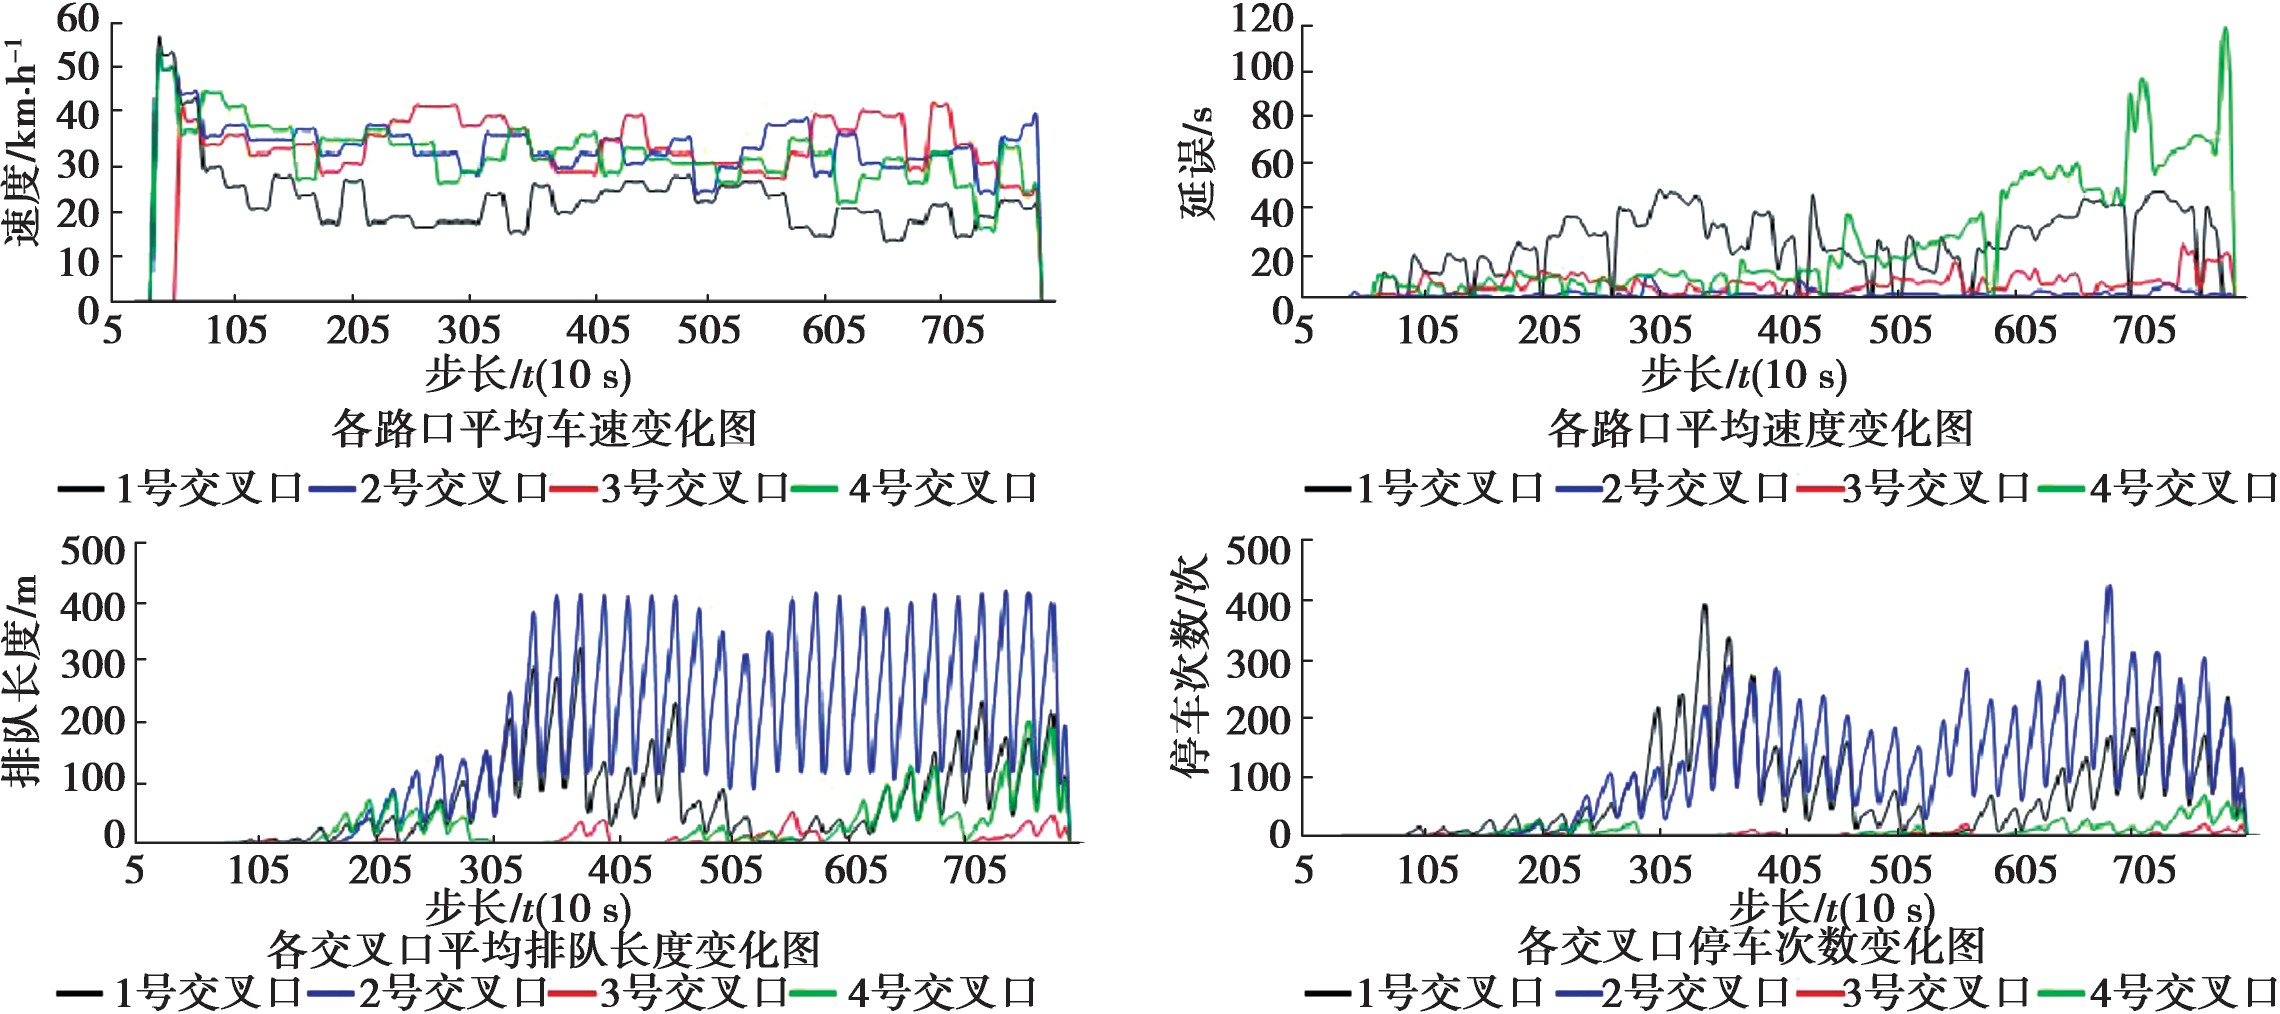 60
50
40
30
20
10
0
速度/km·h⁻¹
5 105 205 305 405 505 605 705
步长/t(10 s)
各路口平均车速变化图
1号交叉口 2号交叉口 3号交叉口 4号交叉口
120
100
80
60
40
20
0
延误/s
5 105 205 305 405 505 605 705
步长/t(10 s)
各路口平均速度变化图
1号交叉口 2号交叉口 3号交叉口 4号交叉口
500
400
300
200
100
0
排队长度/m
5 105 205 305 405 505 605 705
步长/t(10 s)
各交叉口平均排队长度变化图
1号交叉口 2号交叉口 3号交叉口 4号交叉口
500
400
300
200
100
0
停车次数/次
5 105 205 305 405 505 605 705
步长/t(10 s)
各交叉口停车次数变化图
1号交叉口 2号交叉口 3号交叉口 4号交叉口